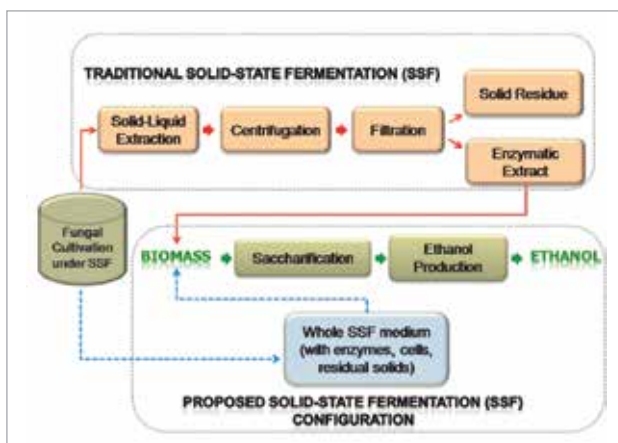 TRADITIONAL SOLID-STATE FERMENTATION (SSF)
Solid Residue
Solid-Liquid
Extraction
Centrifugation
Filtration
Enzymatic
Extract
Fungal
Cultivation
under SSF
BIOMASS
Saccharification
Ethanol
Production
ETHANOL
Whole SSF medium
(with enzymes, cells,
residual solids)
PROPOSED SOLID-STATE FERMENTATION (SSF)
CONFIGURATION